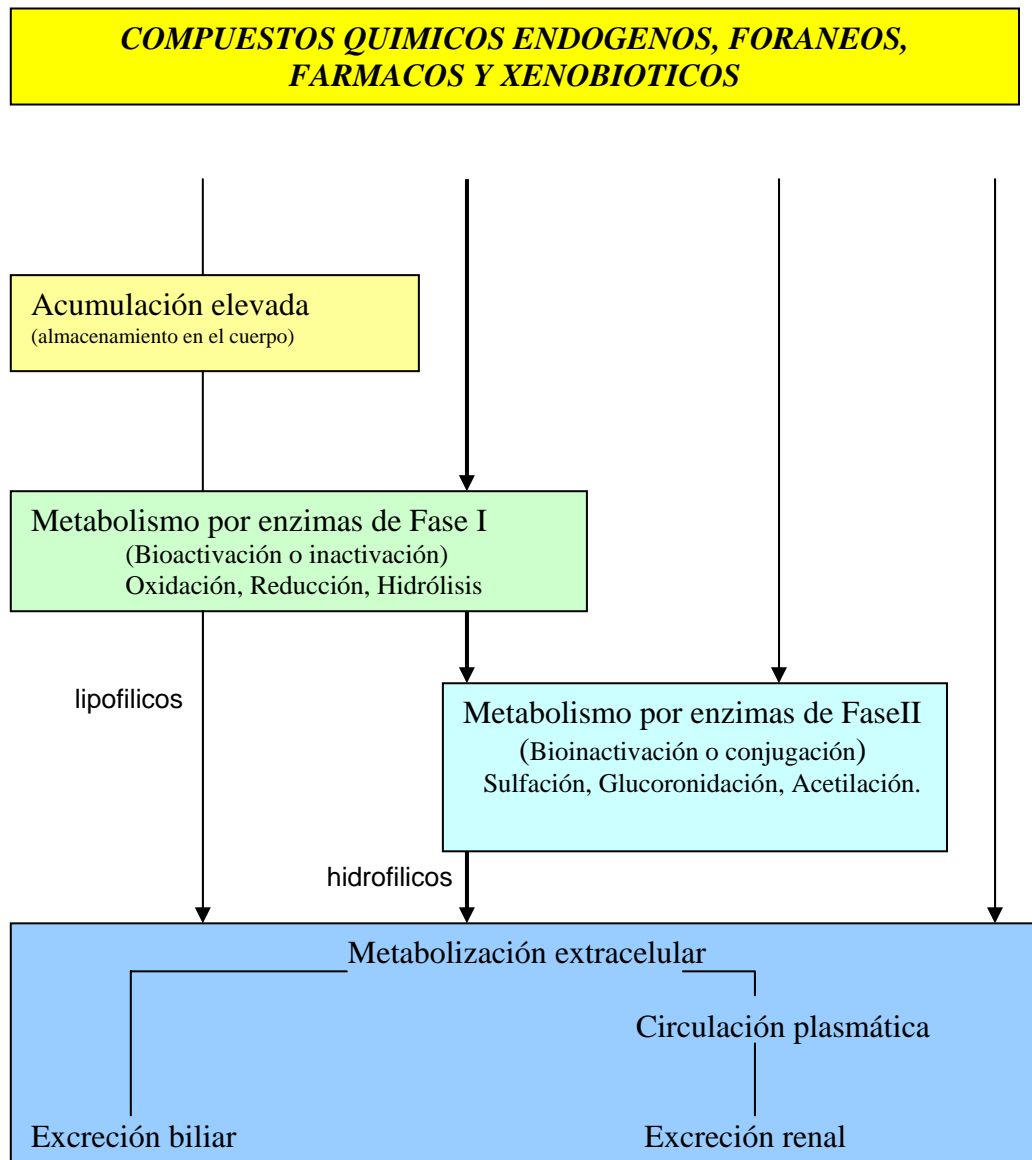 COMPUESTOS QUIMICOS ENDOGENOS, FORANEOS,
FARMACOS Y XENOBIOTICOS
Acumulación elevada
(almacenamiento en el cuerpo)
Metabolismo por enzimas de Fase I
(Bioactivación o inactivación)
Oxidación, Reducción, Hidrólisis
lipofilicos
Metabolismo por enzimas de FaseII
(Bioinactivación o conjugación)
Sulfación, Glucoronidación, Acetilación.
hidrofilicos
Metabolización extracelular
Circulación plasmática
Excreción biliar
Excreción renal